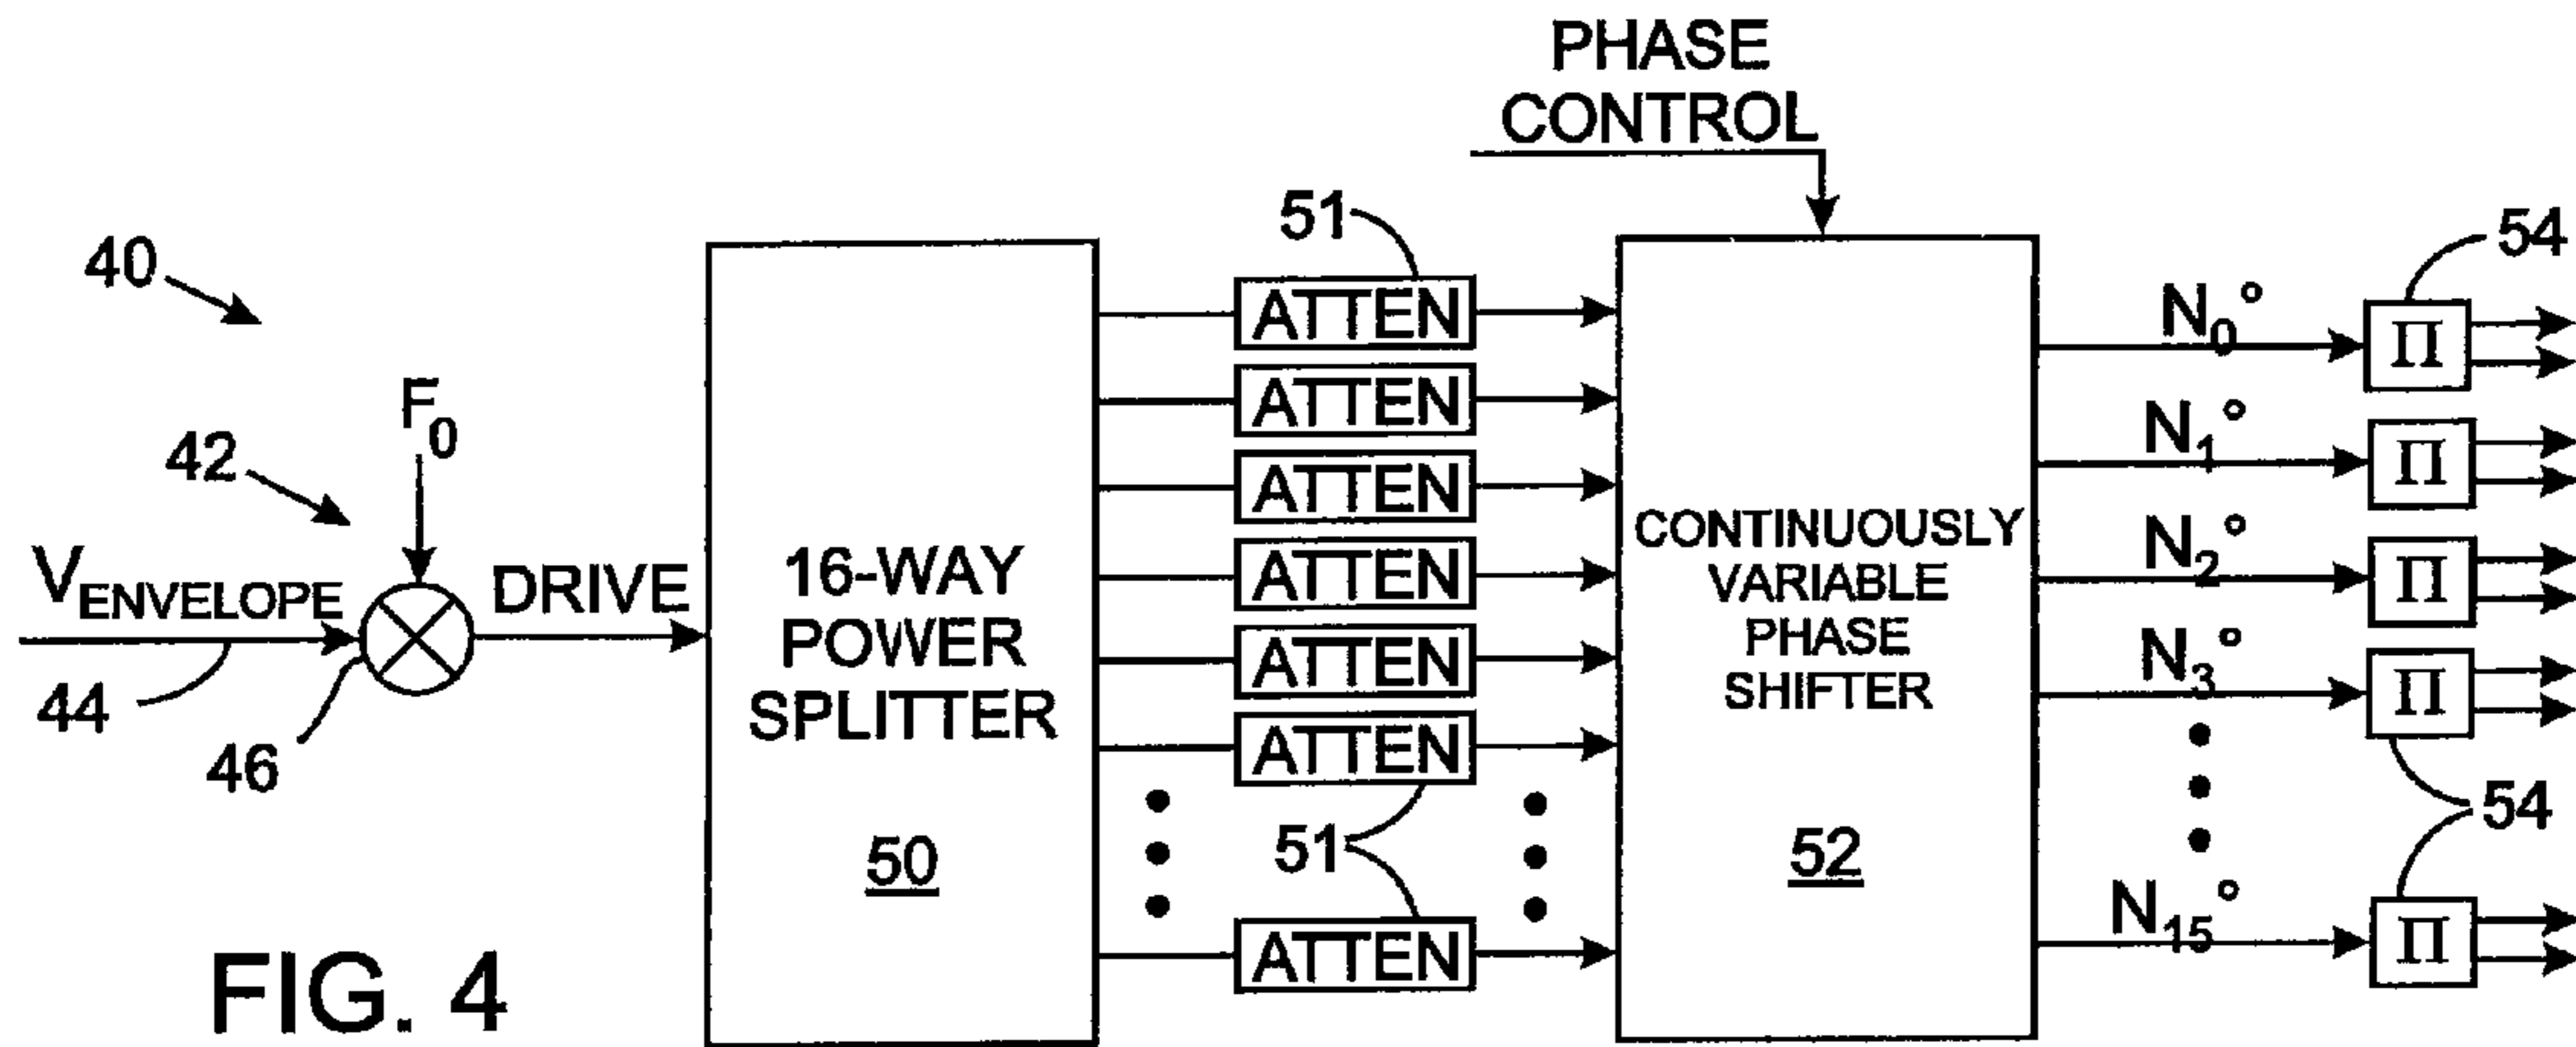 PHASE
CONTROL
51
54
40
ATTEN
N₀°
Π
ATTEN
F₀
N₁°
Π
42
ATTEN
CONTINUOUSLY
VARIABLE
PHASE
SHIFTER
N₂°
Π
V_ENVELOPE
DRIVE
16-WAY
POWER
SPLITTER
ATTEN
N₃°
Π
44
ATTEN
46
ATTEN
51
54
50
52
N₁₅°
Π
ATTEN
FIG. 4